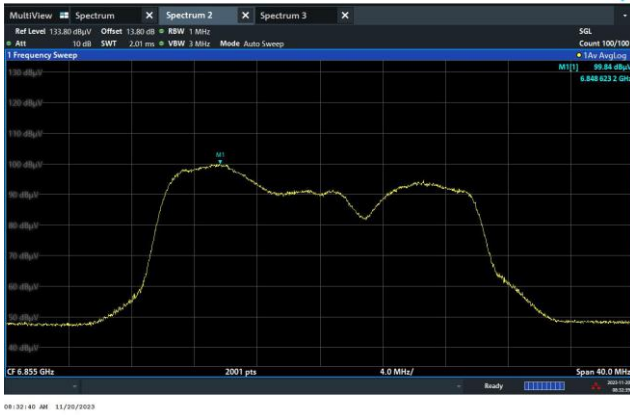 MultiView Spectrum X Spectrum 2 X Spectrum 3 X
Ref Level 133.80 dBµV Offset 13.80 dB RBW 1 MHz SGL
Att 10 dB SWT 2.01 ms VBW 3 MHz Mode Auto Sweep Count 100/100
1 Frequency Sweep 1Av AvgLog
M1[1] 99.84 dBµV
6.848 623 2 GHz
130 dBµV
120 dBµV
110 dBµV
M1
100 dBµV
90 dBµV
80 dBµV
70 dBµV
60 dBµV
50 dBµV
40 dBµV
CF 6.855 GHz 2001 pts 4.0 MHz/ Span 40.0 MHz
Ready
08:32:40 AM 11/20/2023